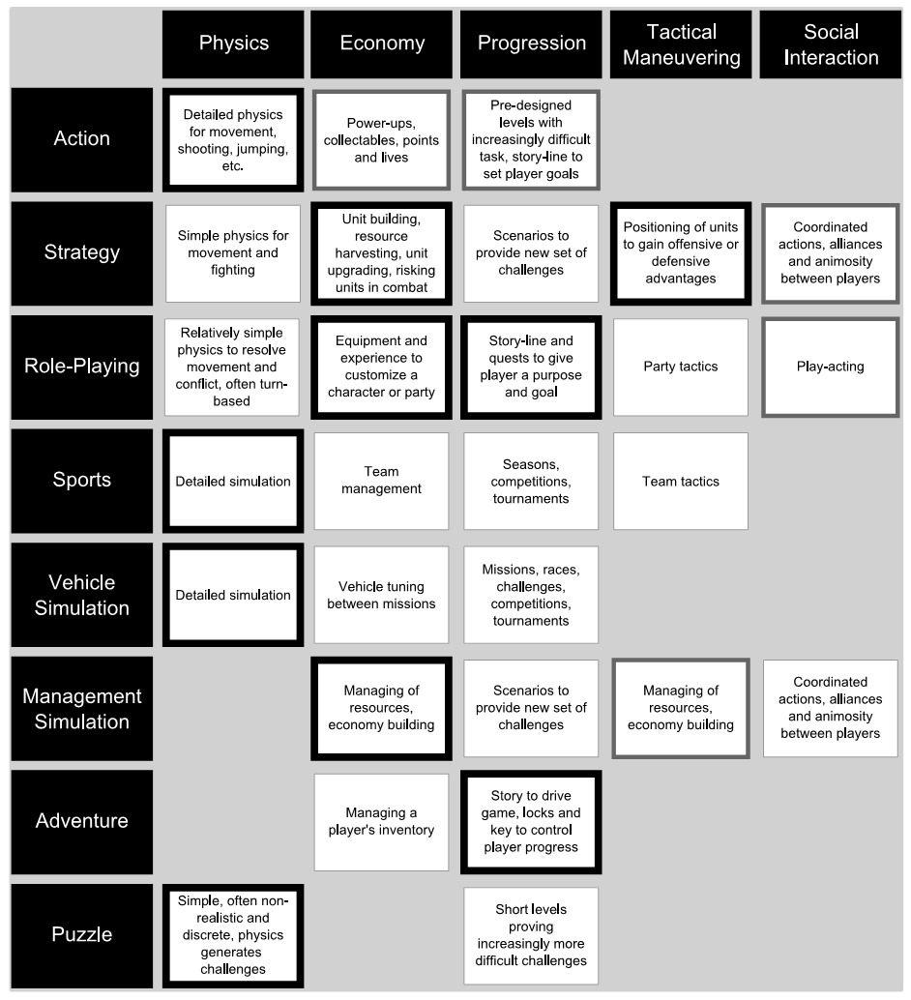 Physics
Economy
Progression
Tactical
Maneuvering
Social
Interaction
Action
Detailed physics
for movement,
shooting, jumping,
etc.
Power-ups,
collectables, points
and lives
Pre-designed
levels with
increasingly difficult
task, story-line to
set player goals
Strategy
Simple physics for
movement and
fighting
Unit building,
resource
harvesting, unit
upgrading, risking
units in combat
Scenarios to
provide new set of
challenges
Positioning of units
to gain offensive or
defensive
advantages
Coordinated
actions, alliances
and animosity
between players
Role-Playing
Relatively simple
physics to resolve
movement and
conflict, often turn-
based
Equipment and
experience to
customize a
character or party
Story-line and
quests to give
player a purpose
and goal
Party tactics
Play-acting
Sports
Detailed simulation
Team
management
Seasons,
competitions,
tournaments
Team tactics
Vehicle
Simulation
Detailed simulation
Vehicle tuning
between missions
Missions, races,
challenges,
competitions,
tournaments
Management
Simulation
Managing of
resources,
economy building
Scenarios to
provide new set of
challenges
Managing of
resources,
economy building
Coordinated
actions, alliances
and animosity
between players
Adventure
Managing a
player's inventory
Story to drive
game, locks and
key to control
player progress
Puzzle
Simple, often non-
realistic and
discrete, physics
generates
challenges
Short levels
proving
increasingly more
difficult challenges